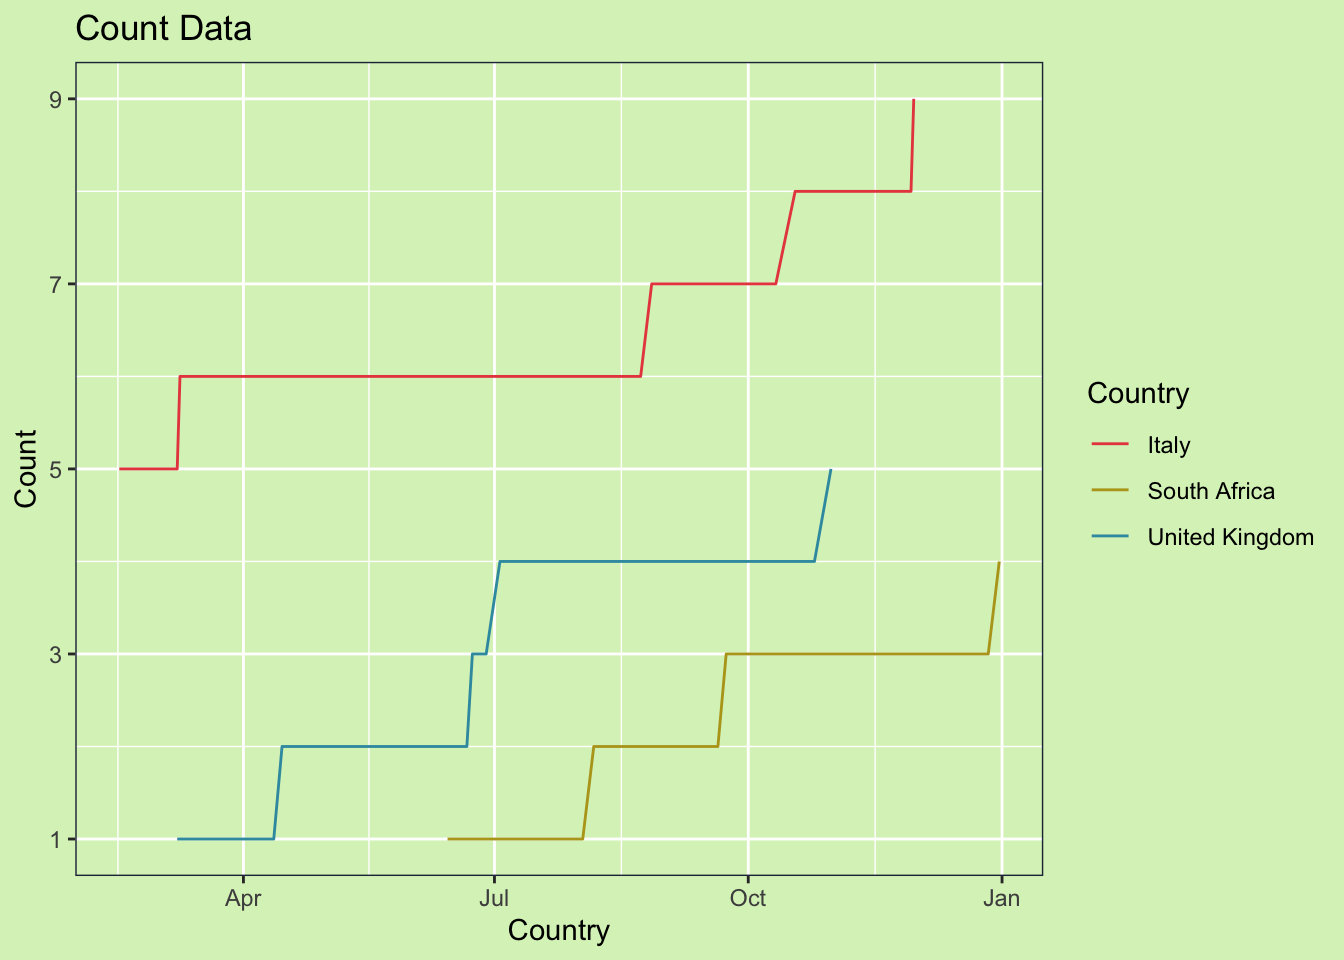 Count Data
9
7
5
3
1
Count
Apr
Jul
Oct
Jan
Country
Country
Italy
South Africa
United Kingdom